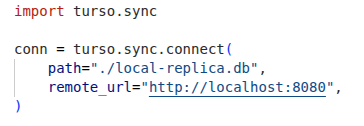 import turso.sync

conn = turso.sync.connect(
    path="./local-replica.db",
    remote_url="http://localhost:8080",
)